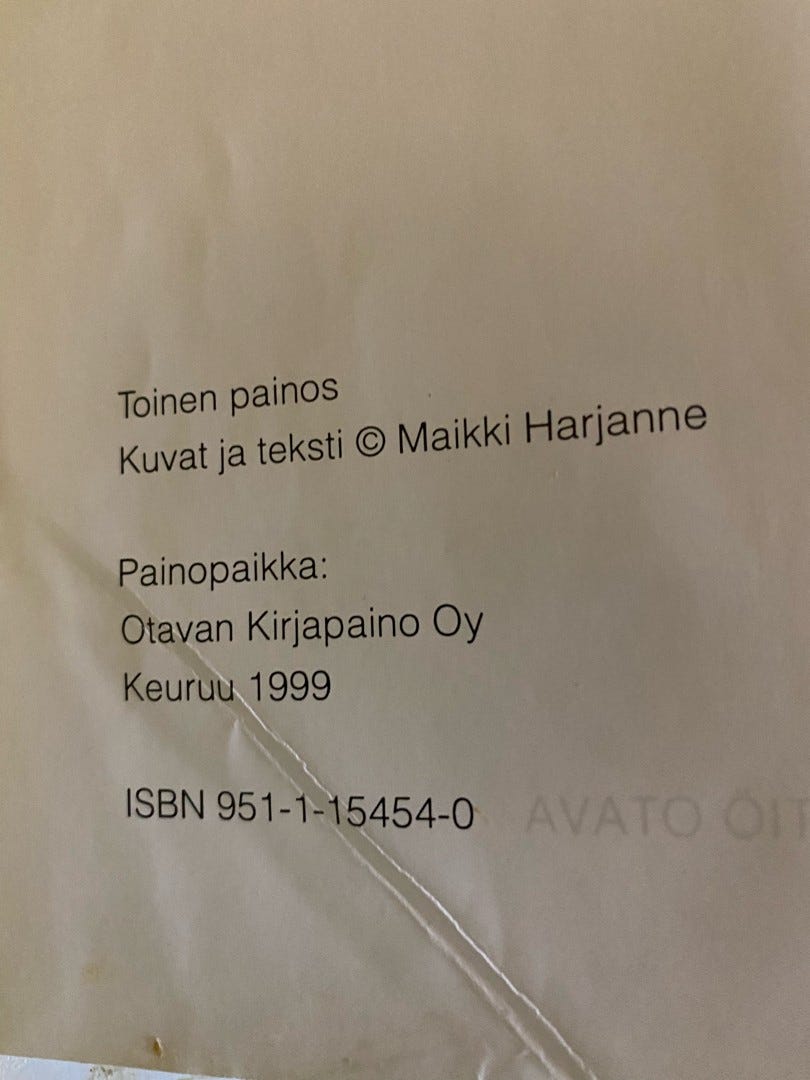 Toinen painos
Kuvat ja teksti © Maikki Harjanne
Painopaikka:
Otavan Kirjapaino Oy
Keuruu 1999
ISBN 951-1-15454-0